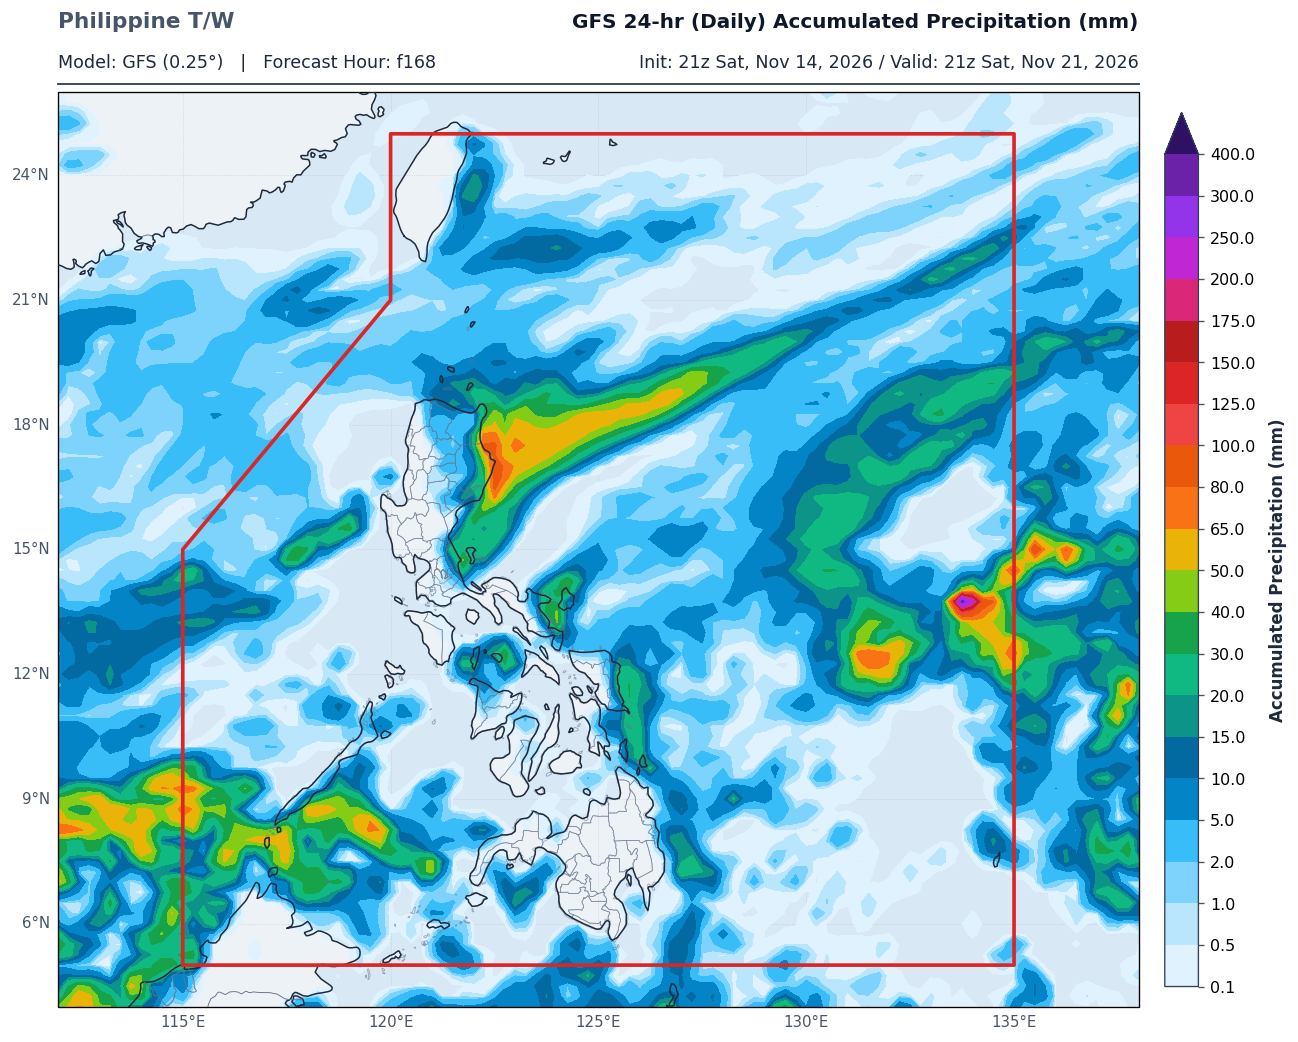 Philippine T/W
GFS 24-hr (Daily) Accumulated Precipitation (mm)
Model: GFS (0.25°)   |   Forecast Hour: f168
Init: 21z Sat, Nov 14, 2026 / Valid: 21z Sat, Nov 21, 2026
24°N
21°N
18°N
15°N
12°N
9°N
6°N
115°E
120°E
125°E
130°E
135°E
400.0
300.0
250.0
200.0
175.0
150.0
125.0
100.0
80.0
65.0
50.0
40.0
30.0
20.0
15.0
10.0
5.0
2.0
1.0
0.5
0.1
Accumulated Precipitation (mm)